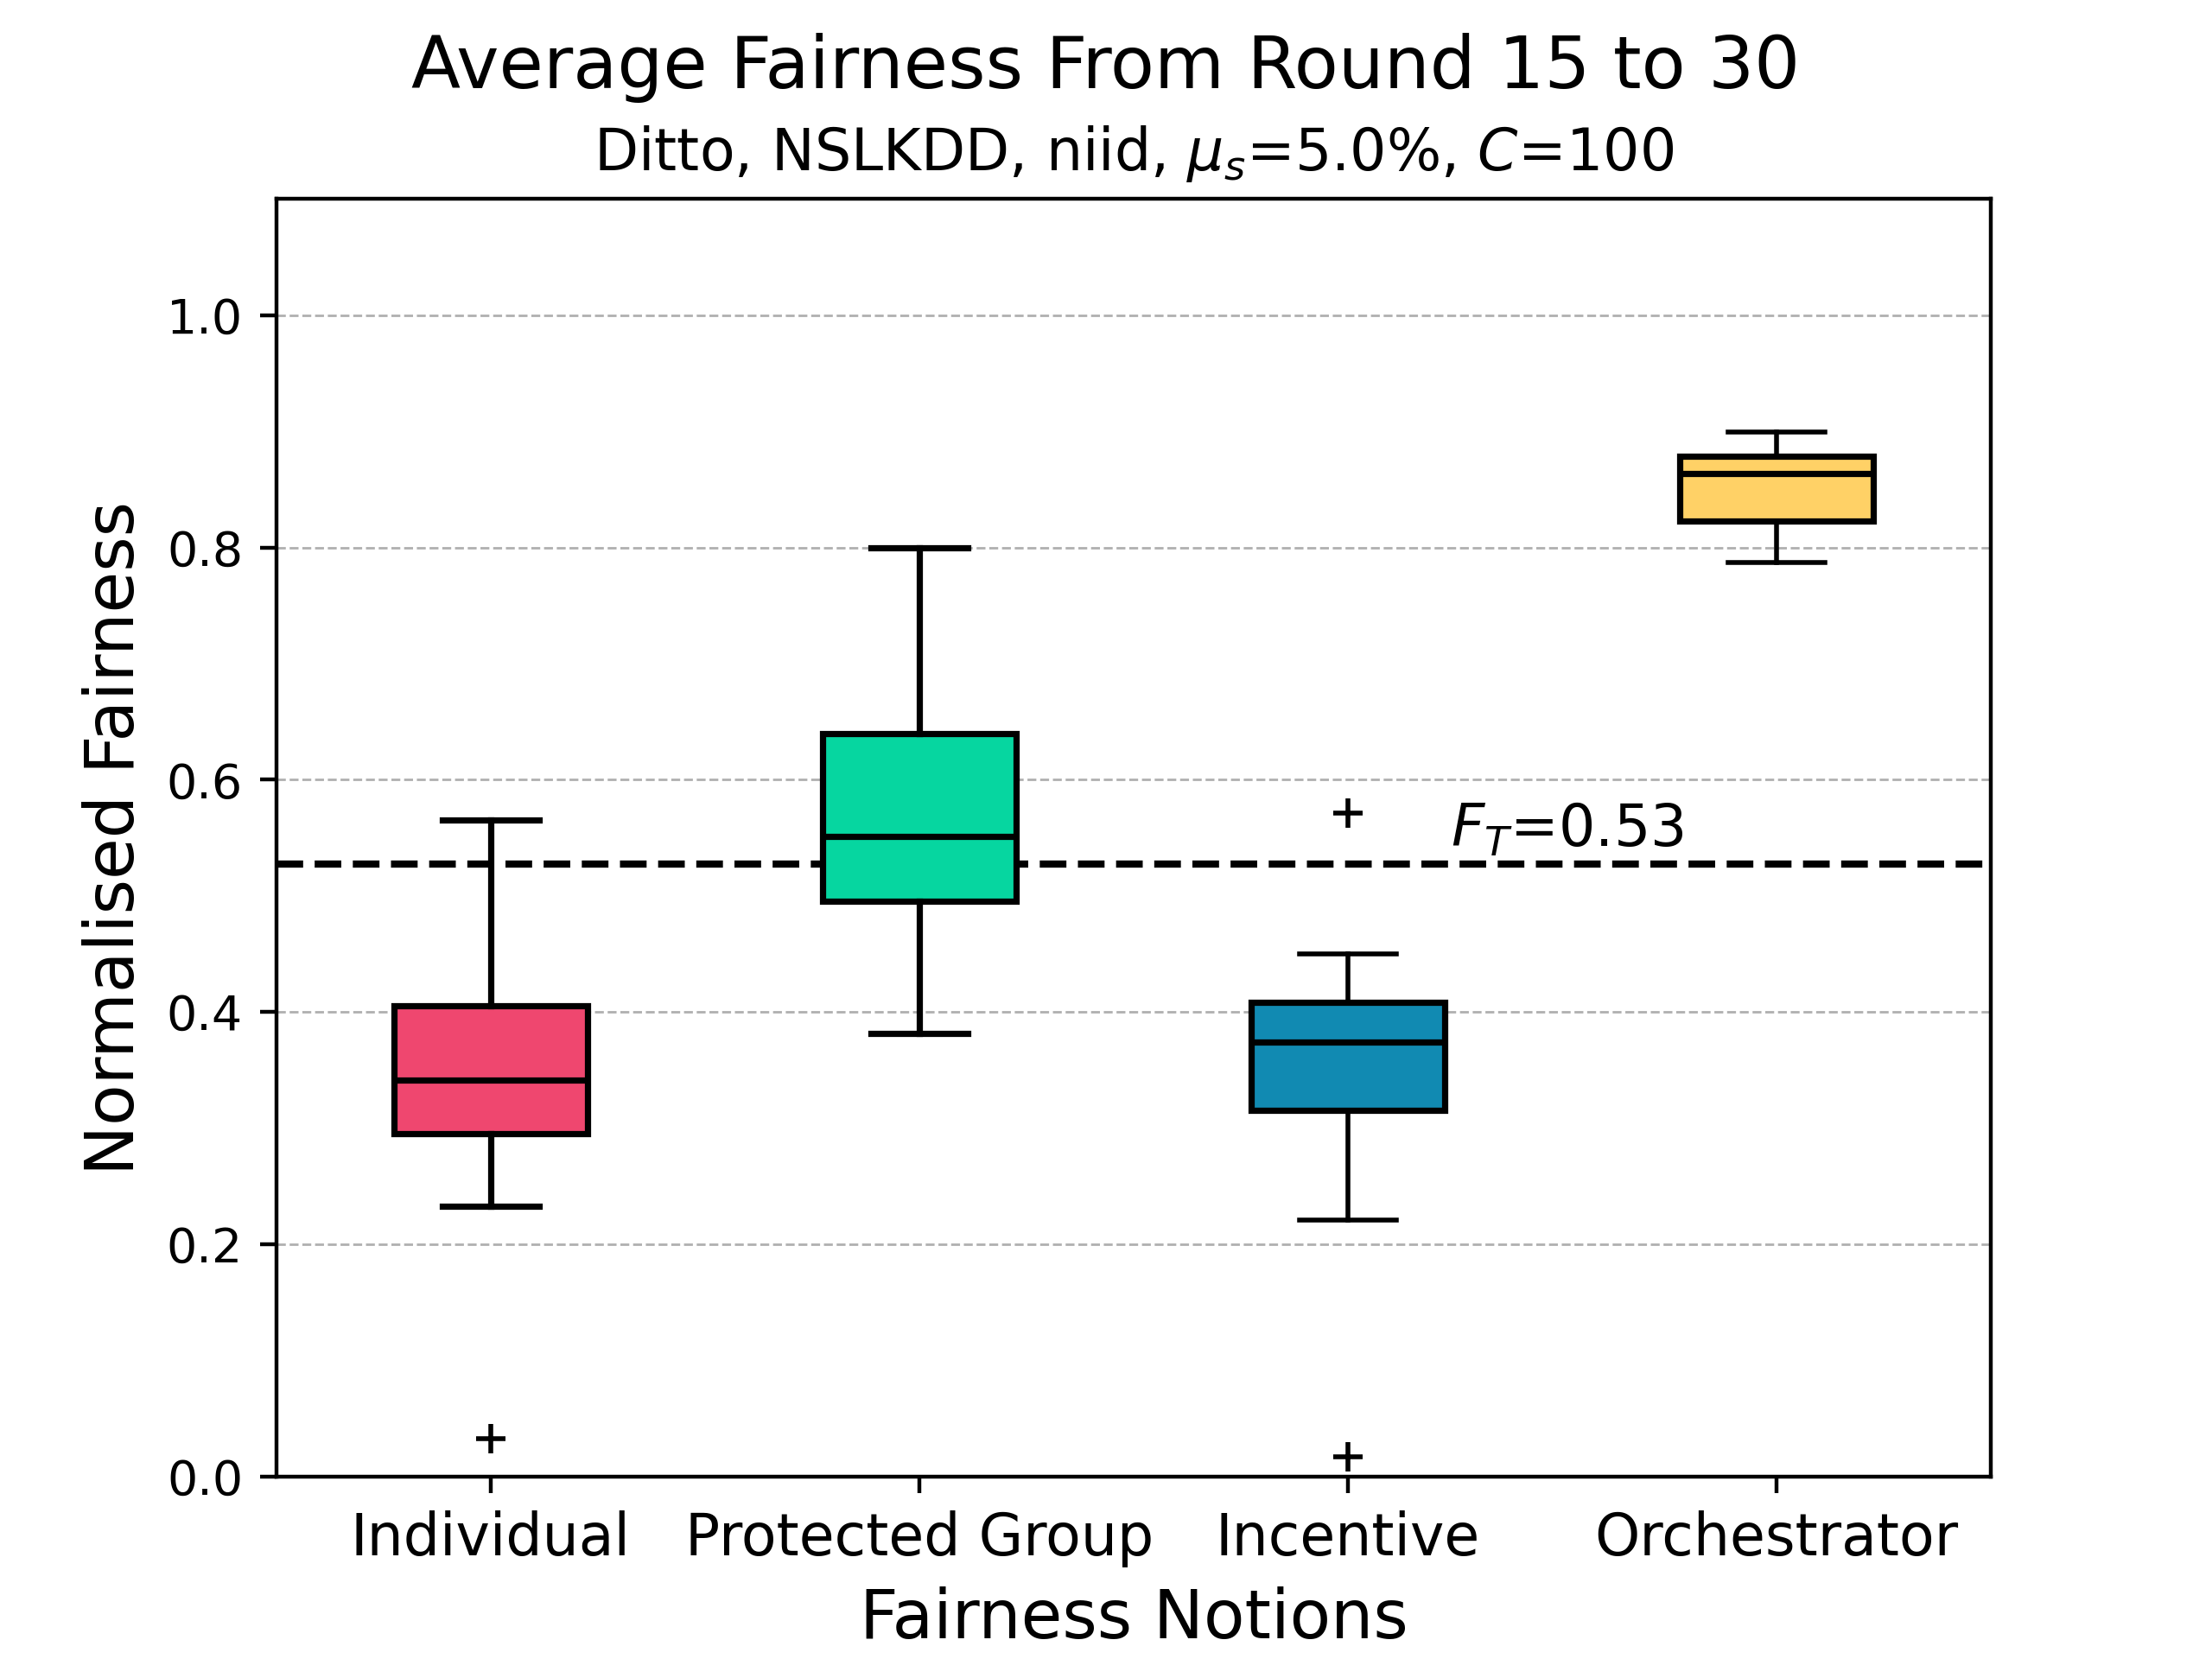 Average Fairness From Round 15 to 30
Ditto, NSLKDD, niid, μₛ=5.0%, C=100
Normalised Fairness
1.0
0.8
0.6
0.4
0.2
0.0
F_T=0.53
Individual Protected Group Incentive Orchestrator
Fairness Notions